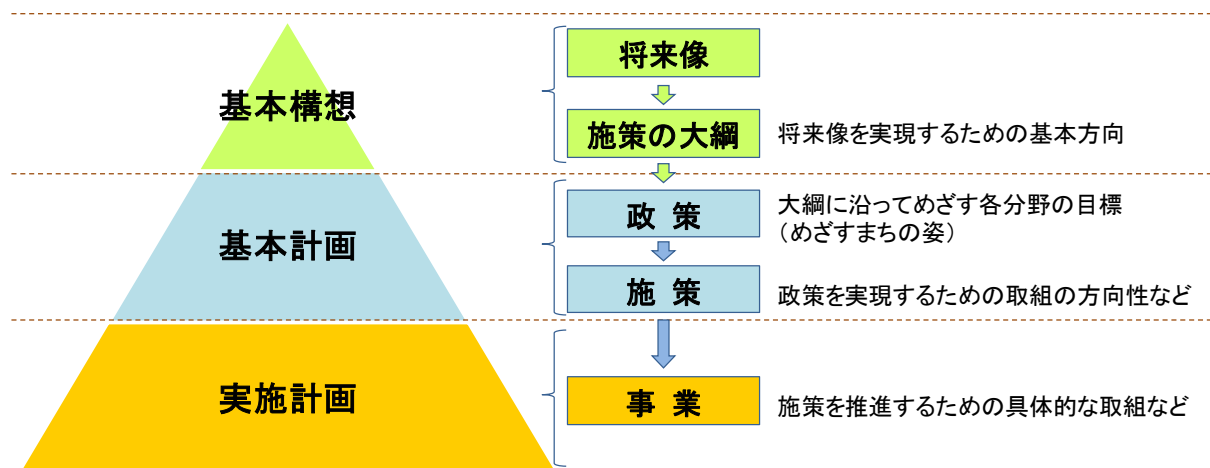 基本構想
将来像
施策の大綱
将来像を実現するための基本方向
基本計画
政 策
大綱に沿ってめざす各分野の目標
（めざすまちの姿）
施 策
政策を実現するための取組の方向性など
実施計画
事 業
施策を推進するための具体的な取組など